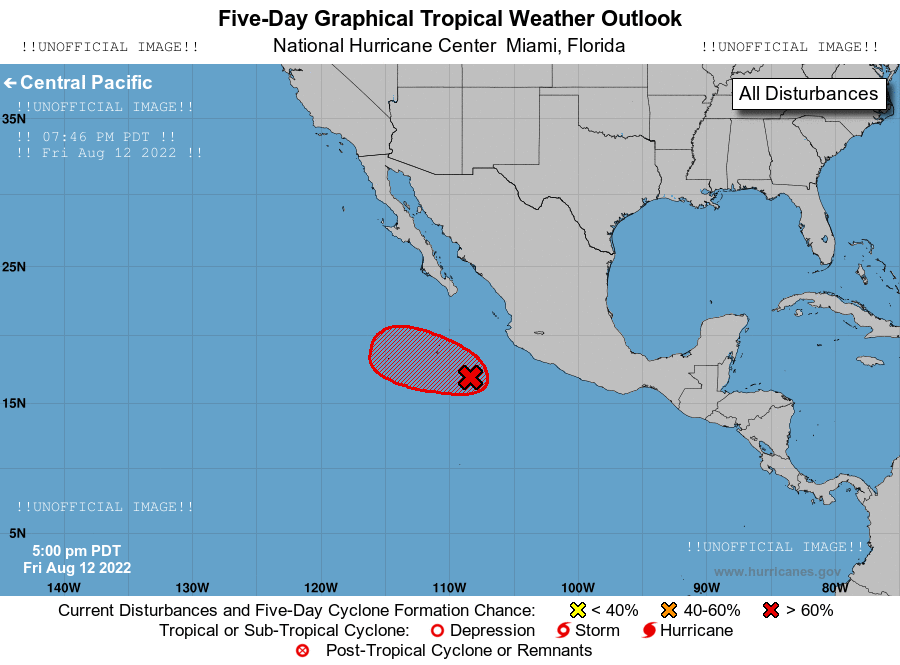 Five-Day Graphical Tropical Weather Outlook
!!UNOFFICIAL IMAGE!! National Hurricane Center Miami, Florida !!UNOFFICIAL IMAGE!!
Central Pacific
All Disturbances
!!UNOFFICIAL IMAGE!!
35N
!! 07:46 PM PDT !!
!! Fri Aug 12 2022 !!
25N
15N
!!UNOFFICIAL IMAGE!!
5N
5:00 pm PDT
Fri Aug 12 2022
!!UNOFFICIAL IMAGE!!
www.hurricanes.gov
140W 130W 120W 110W 100W 90W 80W
Current Disturbances and Five-Day Cyclone Formation Chance: < 40% 40-60% > 60%
Tropical or Sub-Tropical Cyclone: Depression Storm Hurricane
Post-Tropical Cyclone or Remnants